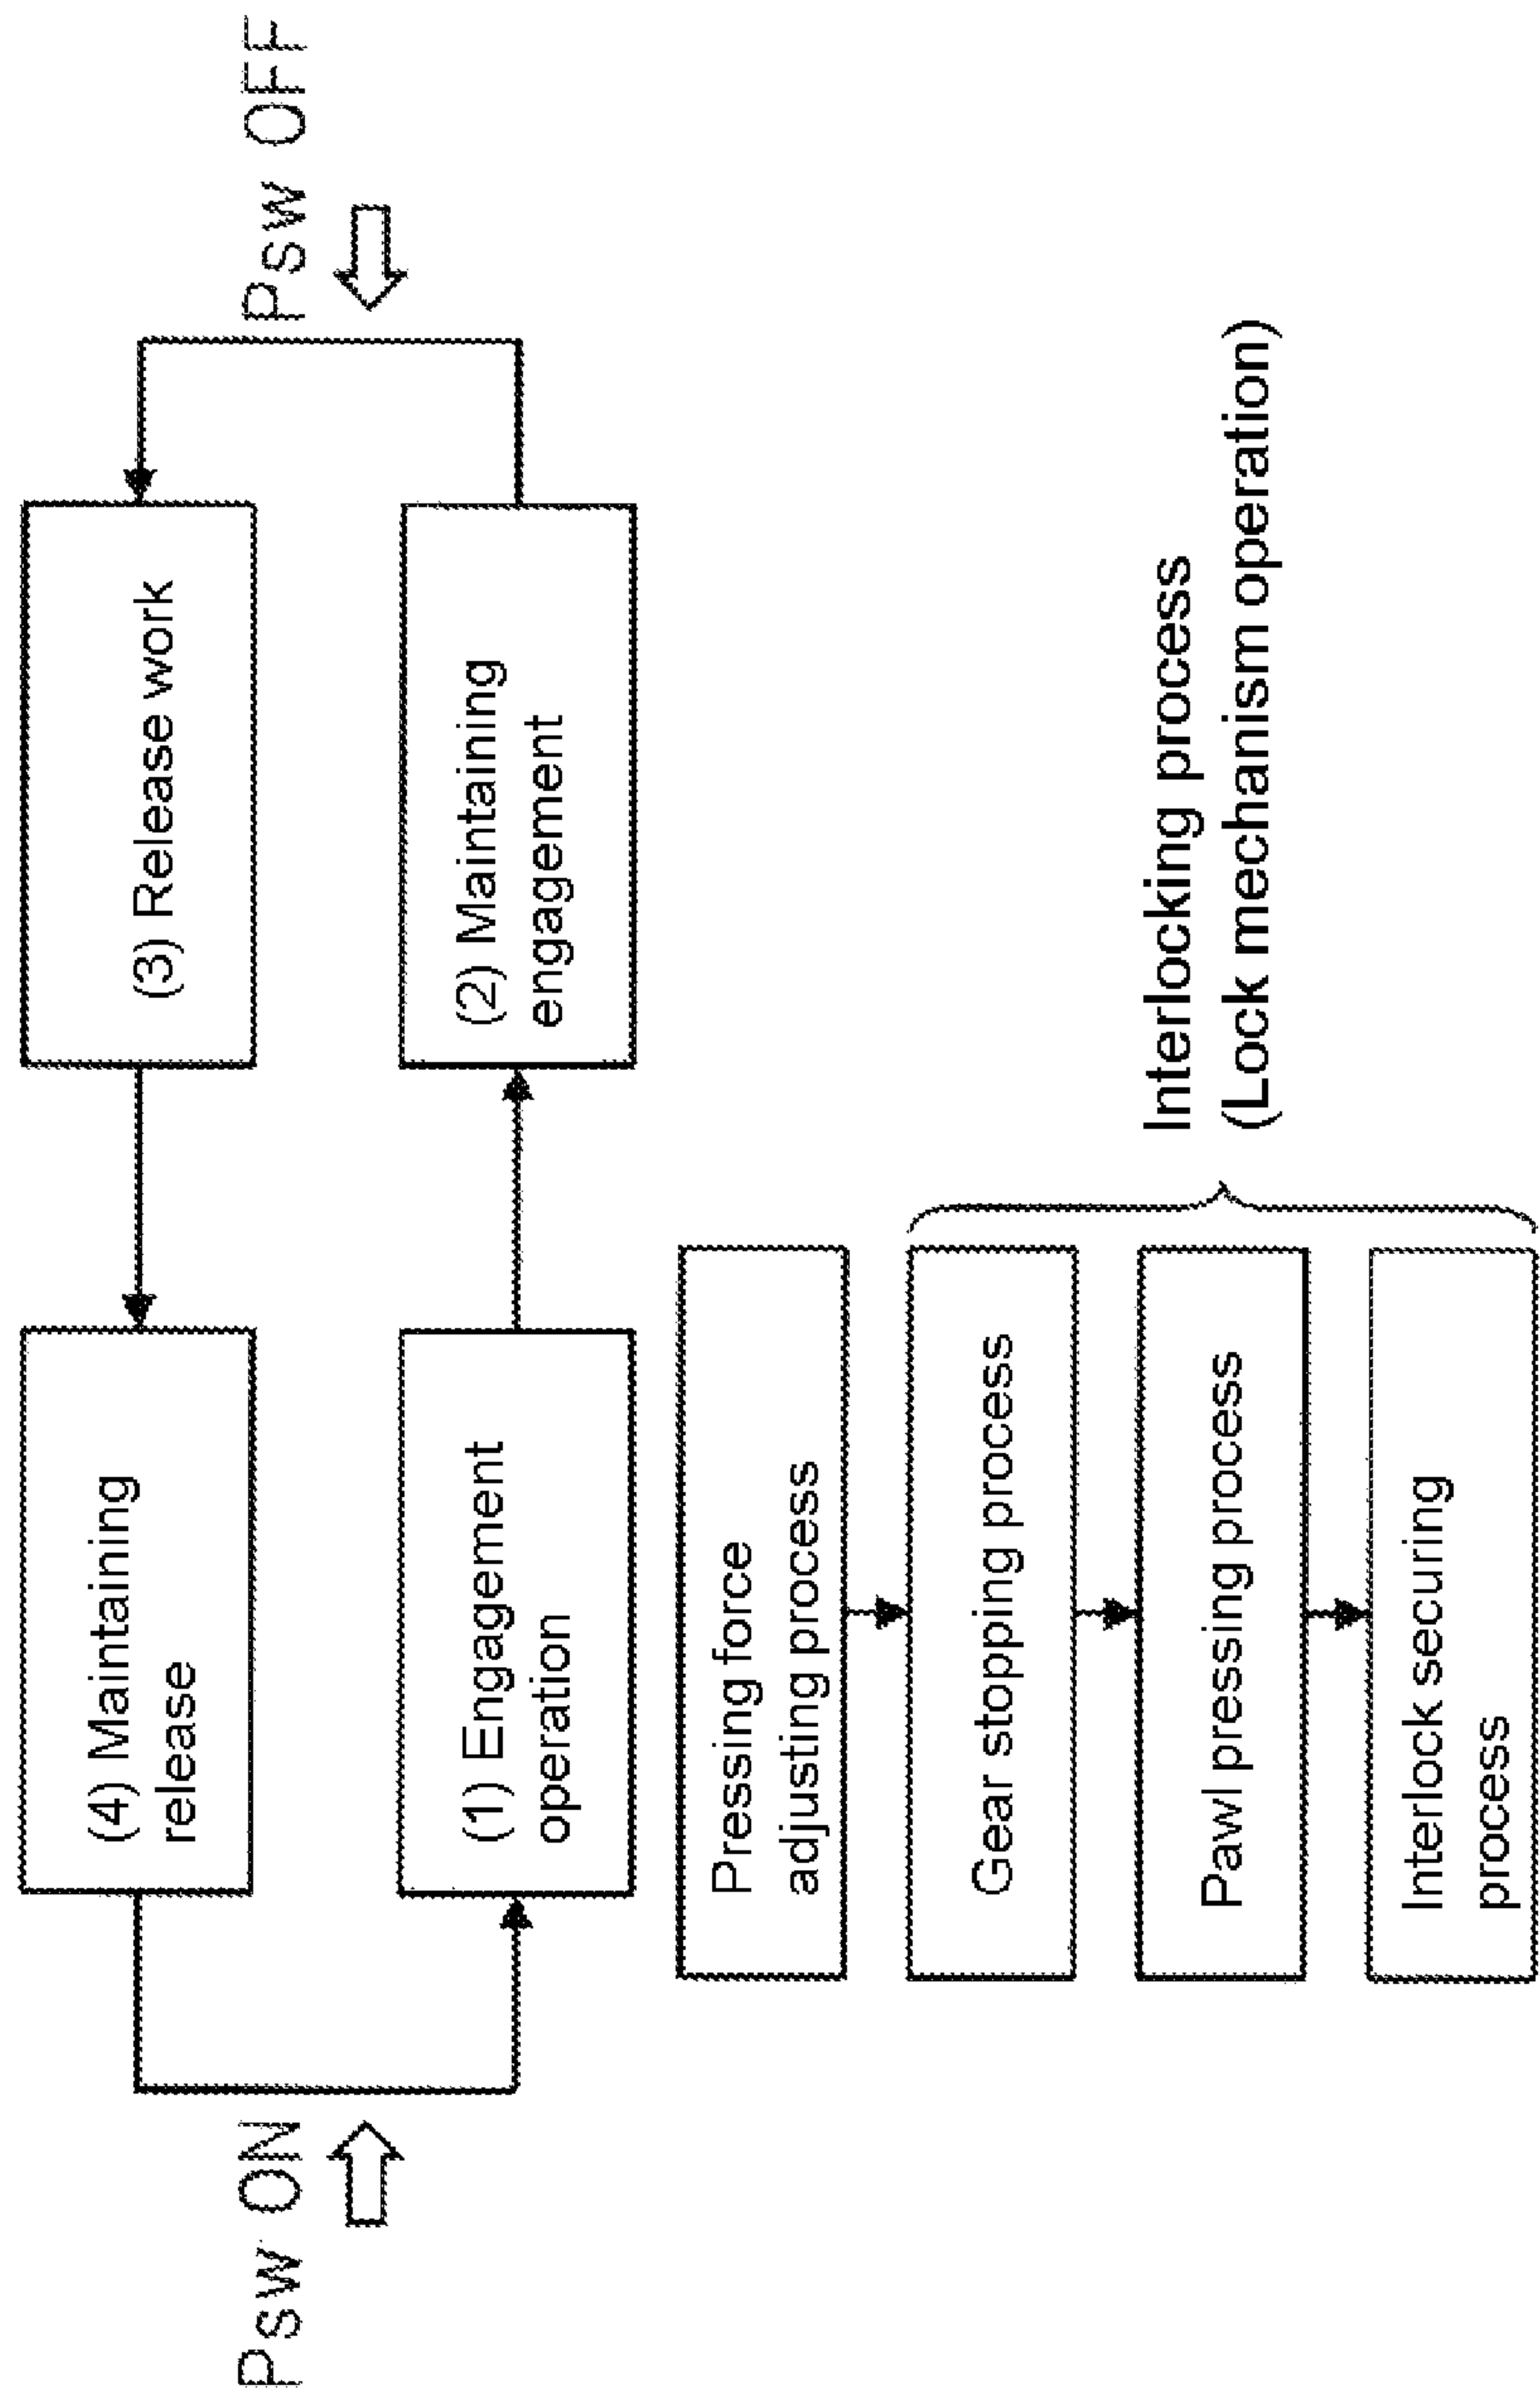 Psw ON
Psw OFF
(4) Maintaining
release
(3) Release work
(1) Engagement
operation
(2) Maintaining
engagement
Pressing force
adjusting process
Gear stopping process
Pawl pressing process
Interlock securing
process
Interlocking process
(Lock mechanism operation)